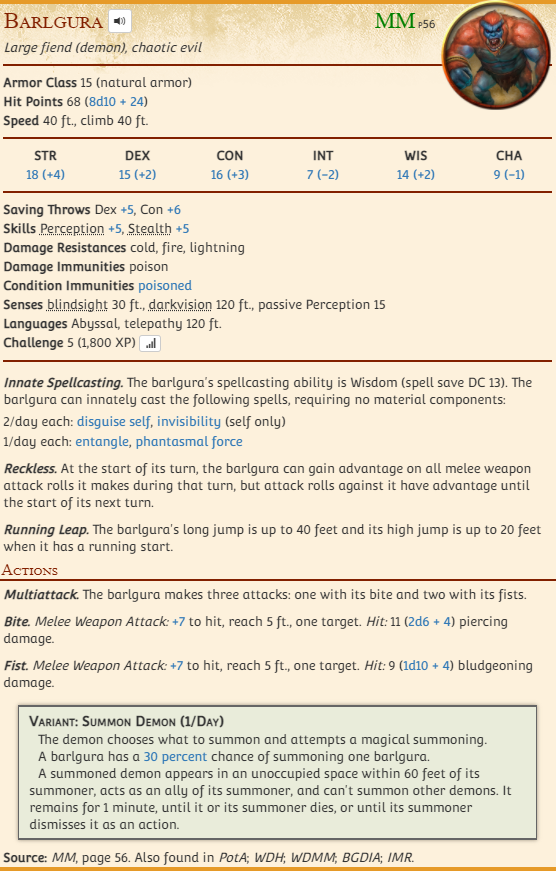 Barlgura MM p56
Large fiend (demon), chaotic evil
Armor Class 15 (natural armor)
Hit Points 68 (8d10 + 24)
Speed 40 ft., climb 40 ft.
STR DEX CON INT WIS CHA
18 (+4) 15 (+2) 16 (+3) 7 (−2) 14 (+2) 9 (−1)
Saving Throws Dex +5, Con +6
Skills Perception +5, Stealth +5
Damage Resistances cold, fire, lightning
Damage Immunities poison
Condition Immunities poisoned
Senses blindsight 30 ft., darkvision 120 ft., passive Perception 15
Languages Abyssal, telepathy 120 ft.
Challenge 5 (1,800 XP)
Innate Spellcasting. The barlgura's spellcasting ability is Wisdom (spell save DC 13). The
barlgura can innately cast the following spells, requiring no material components:
2/day each: disguise self, invisibility (self only)
1/day each: entangle, phantasmal force
Reckless. At the start of its turn, the barlgura can gain advantage on all melee weapon
attack rolls it makes during that turn, but attack rolls against it have advantage until
the start of its next turn.
Running Leap. The barlgura's long jump is up to 40 feet and its high jump is up to 20 feet
when it has a running start.
Actions
Multiattack. The barlgura makes three attacks: one with its bite and two with its fists.
Bite. Melee Weapon Attack: +7 to hit, reach 5 ft., one target. Hit: 11 (2d6 + 4) piercing
damage.
Fist. Melee Weapon Attack: +7 to hit, reach 5 ft., one target. Hit: 9 (1d10 + 4) bludgeoning
damage.
Variant: Summon Demon (1/Day)
The demon chooses what to summon and attempts a magical summoning.
A barlgura has a 30 percent chance of summoning one barlgura.
A summoned demon appears in an unoccupied space within 60 feet of its
summoner, acts as an ally of its summoner, and can't summon other demons. It
remains for 1 minute, until it or its summoner dies, or until its summoner
dismisses it as an action.
Source: MM, page 56. Also found in PotA; WDH; WDMM; BGDIA; IMR.